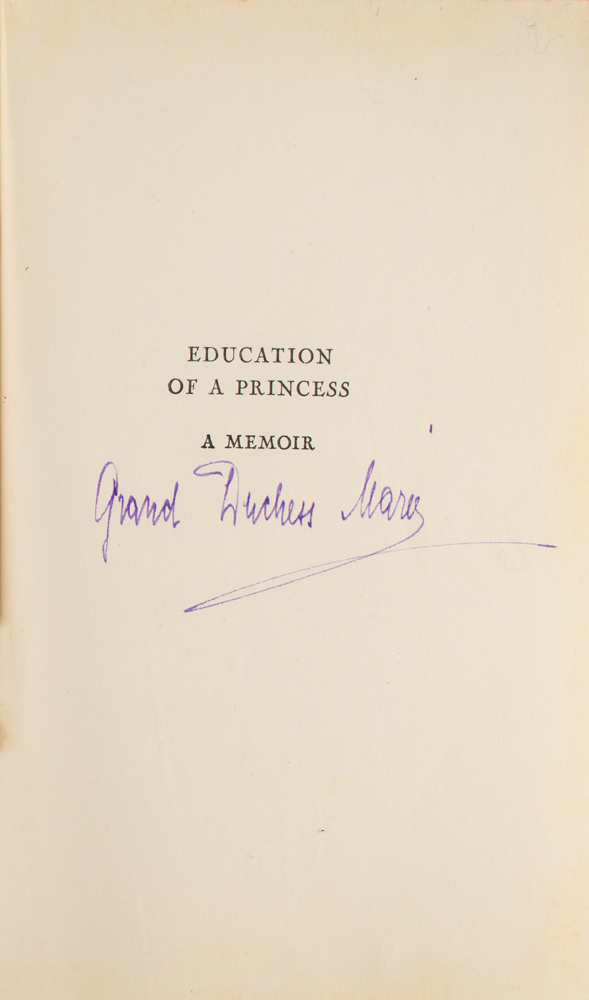 EDUCATION
OF A PRINCESS
A MEMOIR
Grand Duchess Marie